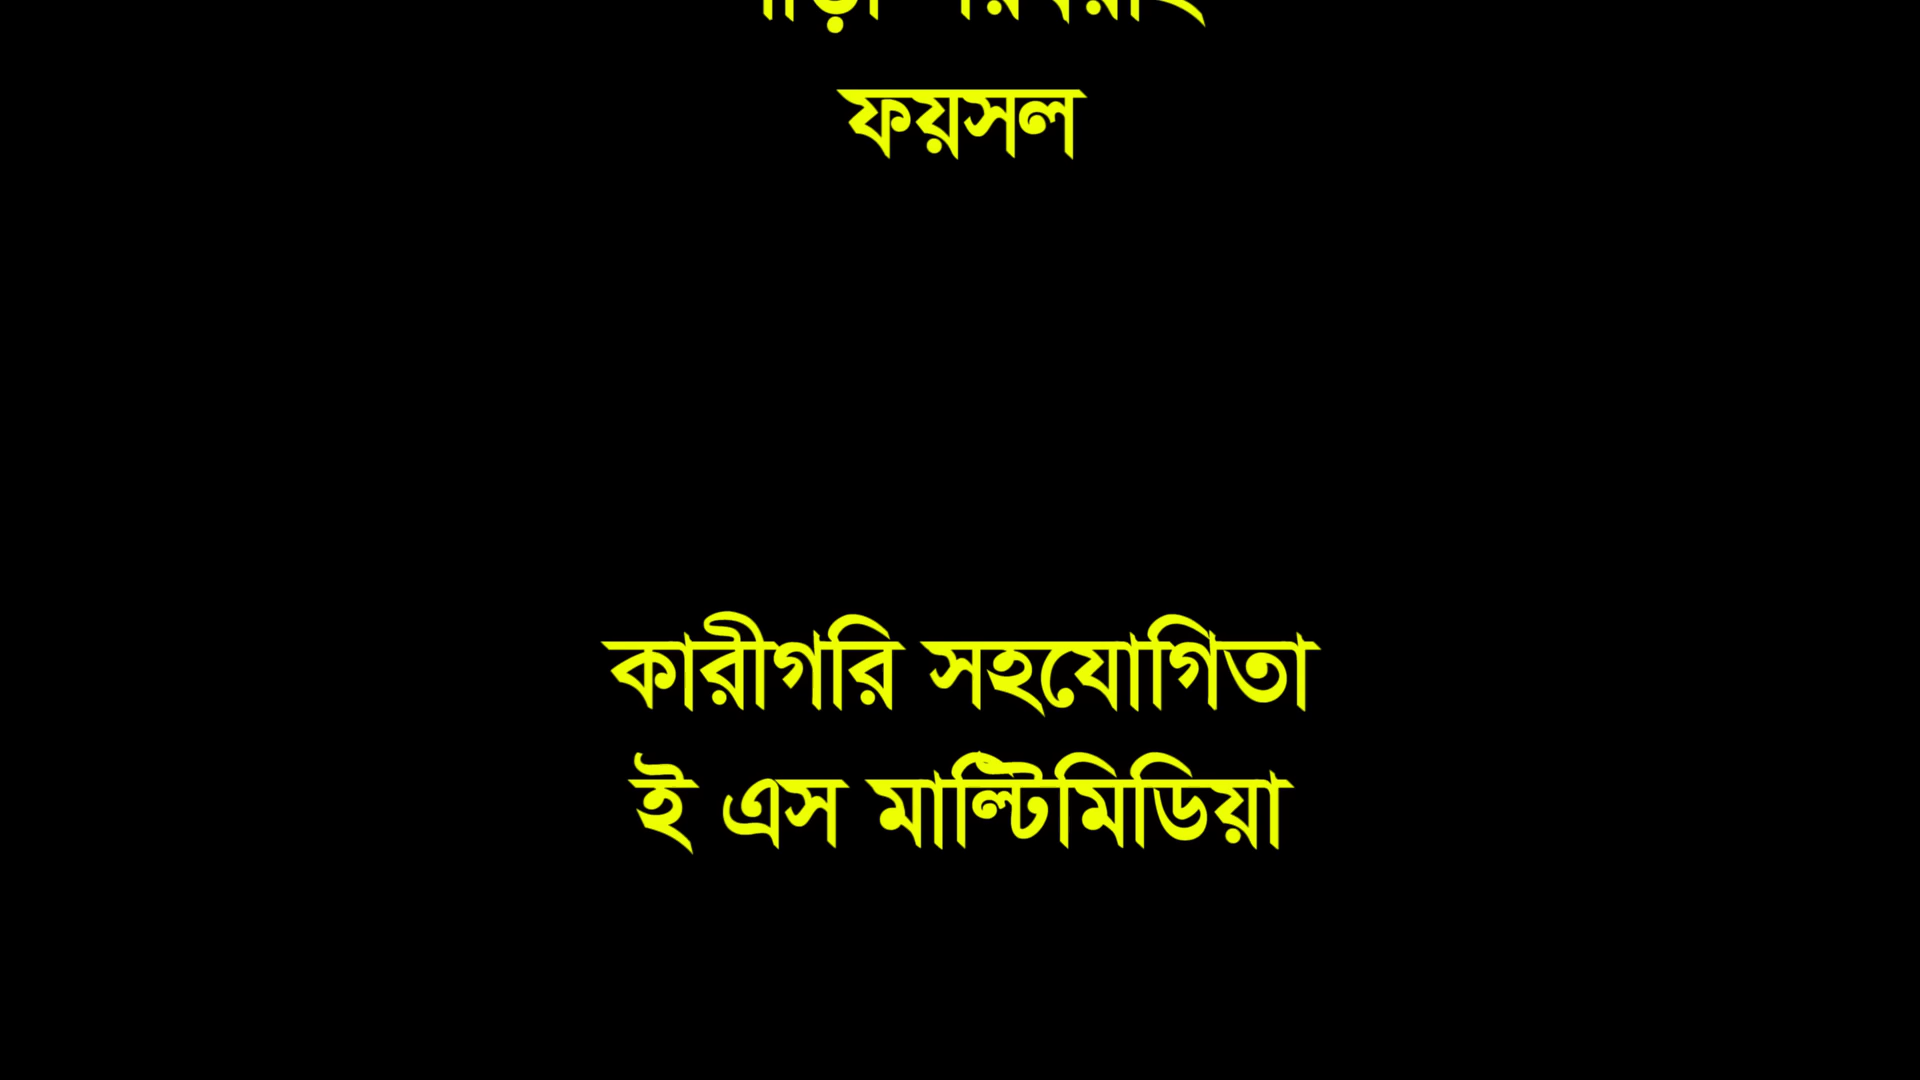 ফয়সল
কারীগরি সহযোগিতা
ই এস মাল্টিমিডিয়া